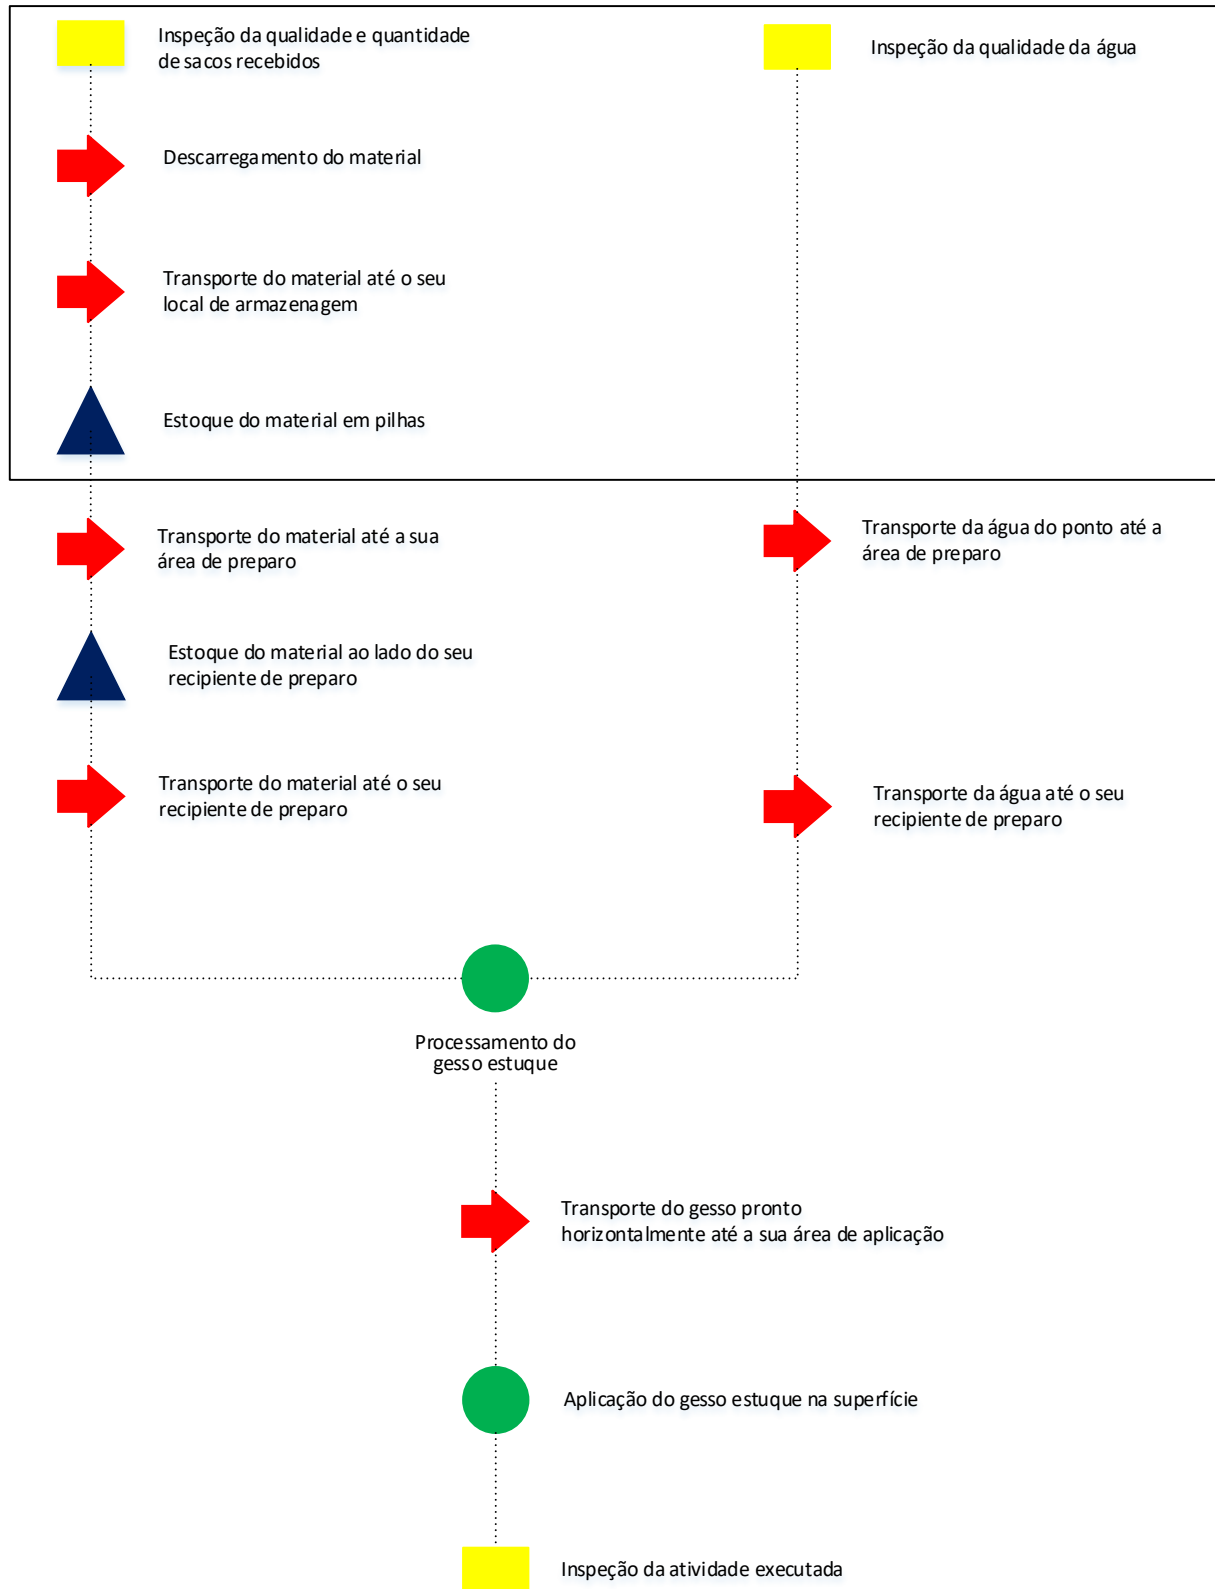 Inspeção da qualidade e quantidade
de sacos recebidos
Inspeção da qualidade da água
Descarregamento do material
Transporte do material até o seu
local de armazenagem
Estoque do material em pilhas
Transporte do material até a sua
área de preparo
Transporte da água do ponto até a
área de preparo
Estoque do material ao lado do seu
recipiente de preparo
Transporte do material até o seu
recipiente de preparo
Transporte da água até o seu
recipiente de preparo
Processamento do
gesso estuque
Transporte do gesso pronto
horizontalmente até a sua área de aplicação
Aplicação do gesso estuque na superfície
Inspeção da atividade executada